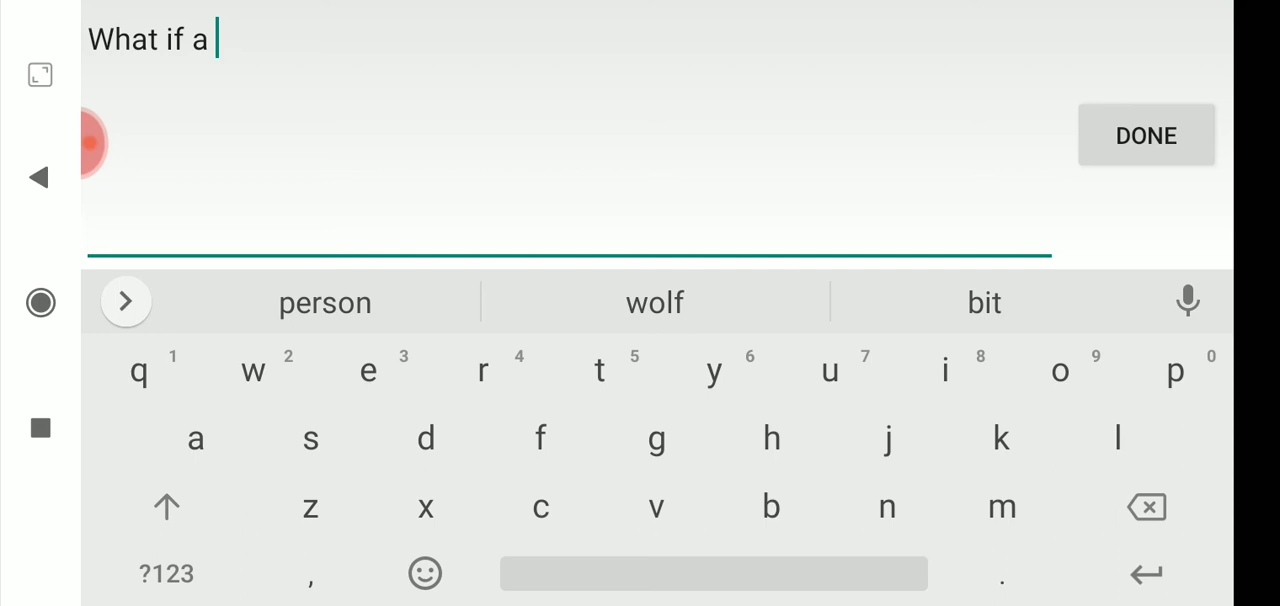 What if a
DONE
person wolf bit
q 1 w 2 e 3 r 4 t 5 y 6 u 7 i 8 o 9 p 0
a s d f g h j k l
z x c v b n m
?123 , .